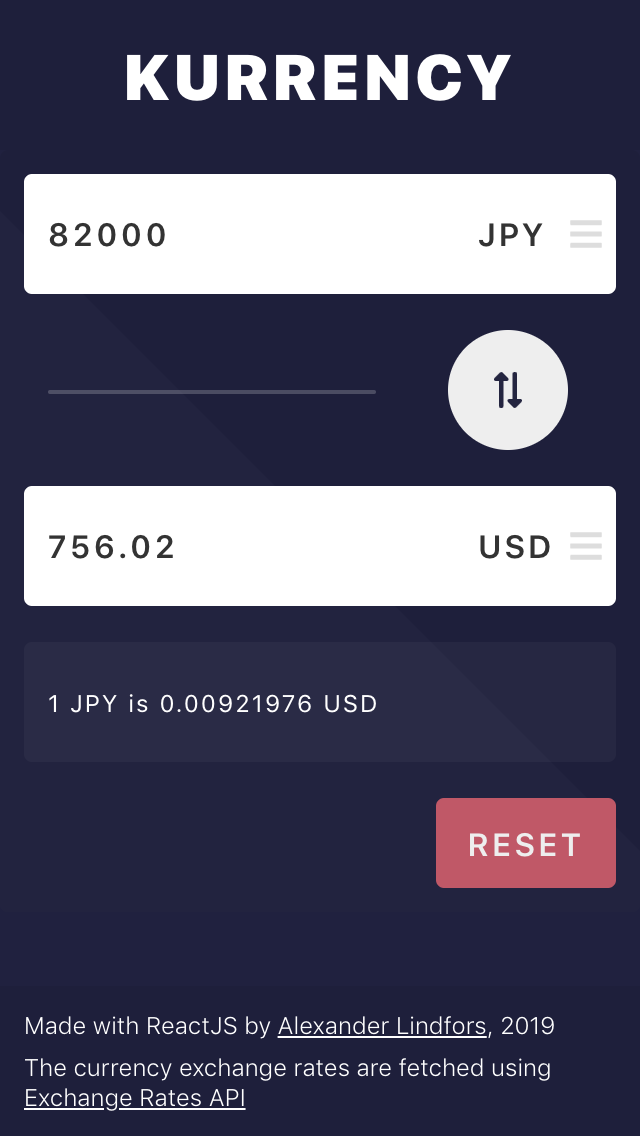 KURRENCY
82000 JPY
756.02 USD
1 JPY is 0.00921976 USD
RESET
Made with ReactJS by Alexander Lindfors, 2019
The currency exchange rates are fetched using
Exchange Rates API